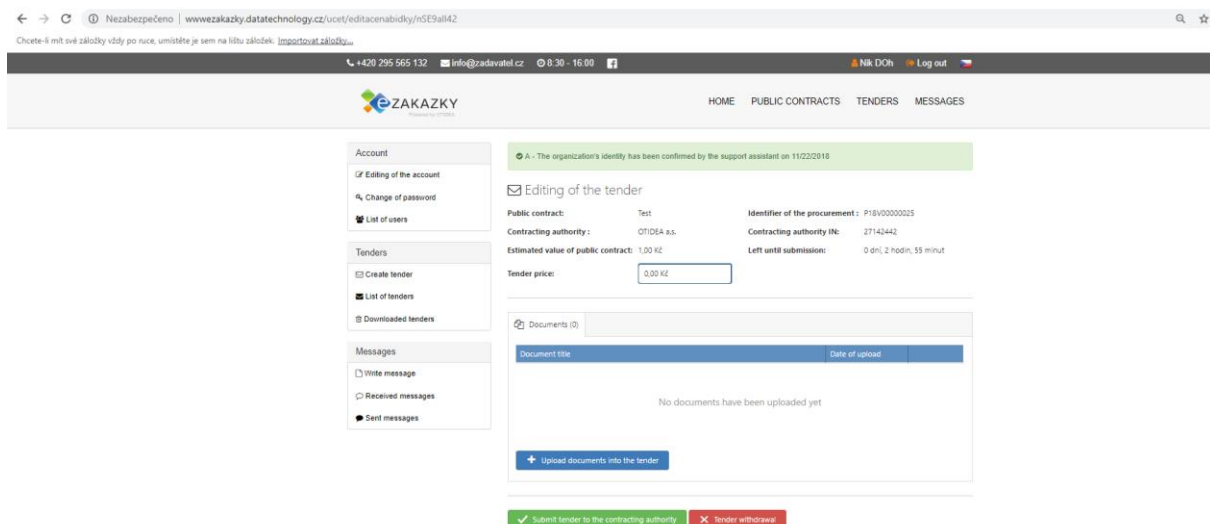 Nezabezpečeno | wwwezakazky.datatechnology.cz/ucet/editacenabidky/nSE9aII42
Chcete-li mít své záložky vždy po ruce, umístěte je sem na lištu záložek. Importovat záložky...
+420 295 565 132 info@zadavatel.cz 8:30 - 16:00 Nik DOh Log out
eZAKAZKY
Powered by OTIDEA
HOME PUBLIC CONTRACTS TENDERS MESSAGES
Account
Editing of the account
Change of password
List of users
Tenders
Create tender
List of tenders
Downloaded tenders
Messages
Write message
Received messages
Sent messages
A - The organization's identity has been confirmed by the support assistant on 11/22/2018
Editing of the tender
Public contract: Test Identifier of the procurement : P18V00000025
Contracting authority : OTIDEA a.s. Contracting authority IN: 27142442
Estimated value of public contract: 1,00 Kč Left until submission: 0 dní, 2 hodin, 55 minut
Tender price: 0,00 Kč
Documents (0)
Document title Date of upload
No documents have been uploaded yet
Upload documents into the tender
Submit tender to the contracting authority Tender withdrawal